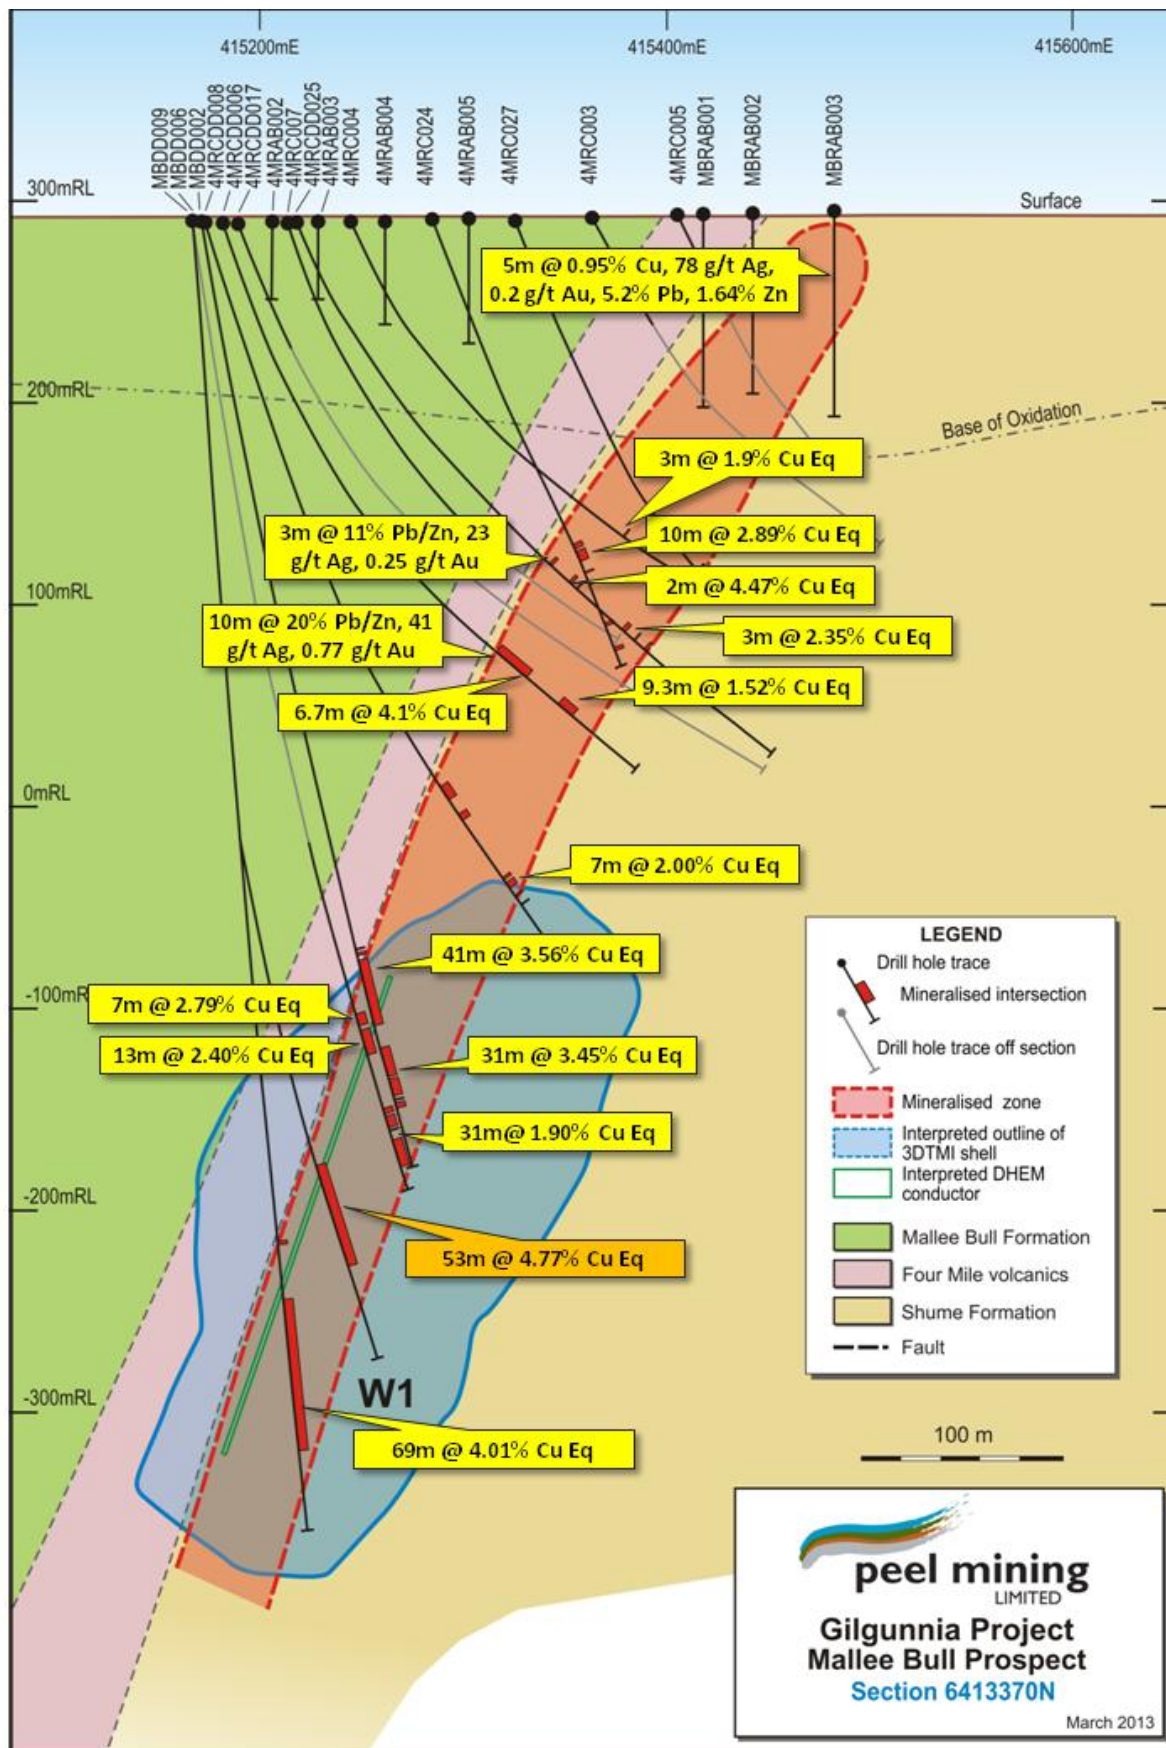 415200mE
415400mE
415600mE
MBDD009
MBDD006
MBDD002
4MRCDD008
4MRCDD006
4MRCDD017
4MRAB002
4MRC007
4MRCDD025
4MRAB003
4MRC004
4MRAB004
4MRC024
4MRAB005
4MRC027
4MRC003
4MRC005
MBRAB001
MBRAB002
MBRAB003
300mRL
Surface
5m @ 0.95% Cu, 78 g/t Ag,
0.2 g/t Au, 5.2% Pb, 1.64% Zn
200mRL
Base of Oxidation
3m @ 1.9% Cu Eq
3m @ 11% Pb/Zn, 23
g/t Ag, 0.25 g/t Au
10m @ 2.89% Cu Eq
2m @ 4.47% Cu Eq
100mRL
10m @ 20% Pb/Zn, 41
g/t Ag, 0.77 g/t Au
3m @ 2.35% Cu Eq
6.7m @ 4.1% Cu Eq
9.3m @ 1.52% Cu Eq
0mRL
7m @ 2.00% Cu Eq
41m @ 3.56% Cu Eq
-100mR
7m @ 2.79% Cu Eq
13m @ 2.40% Cu Eq
31m @ 3.45% Cu Eq
31m@ 1.90% Cu Eq
-200mRL
53m @ 4.77% Cu Eq
-300mRL
W1
69m @ 4.01% Cu Eq
LEGEND
Drill hole trace
Mineralised intersection
Drill hole trace off section
Mineralised zone
Interpreted outline of
3DTMI shell
Interpreted DHEM
conductor
Mallee Bull Formation
Four Mile volcanics
Shume Formation
Fault
100 m
peel mining
LIMITED
Gilgunnia Project
Mallee Bull Prospect
Section 6413370N
March 2013